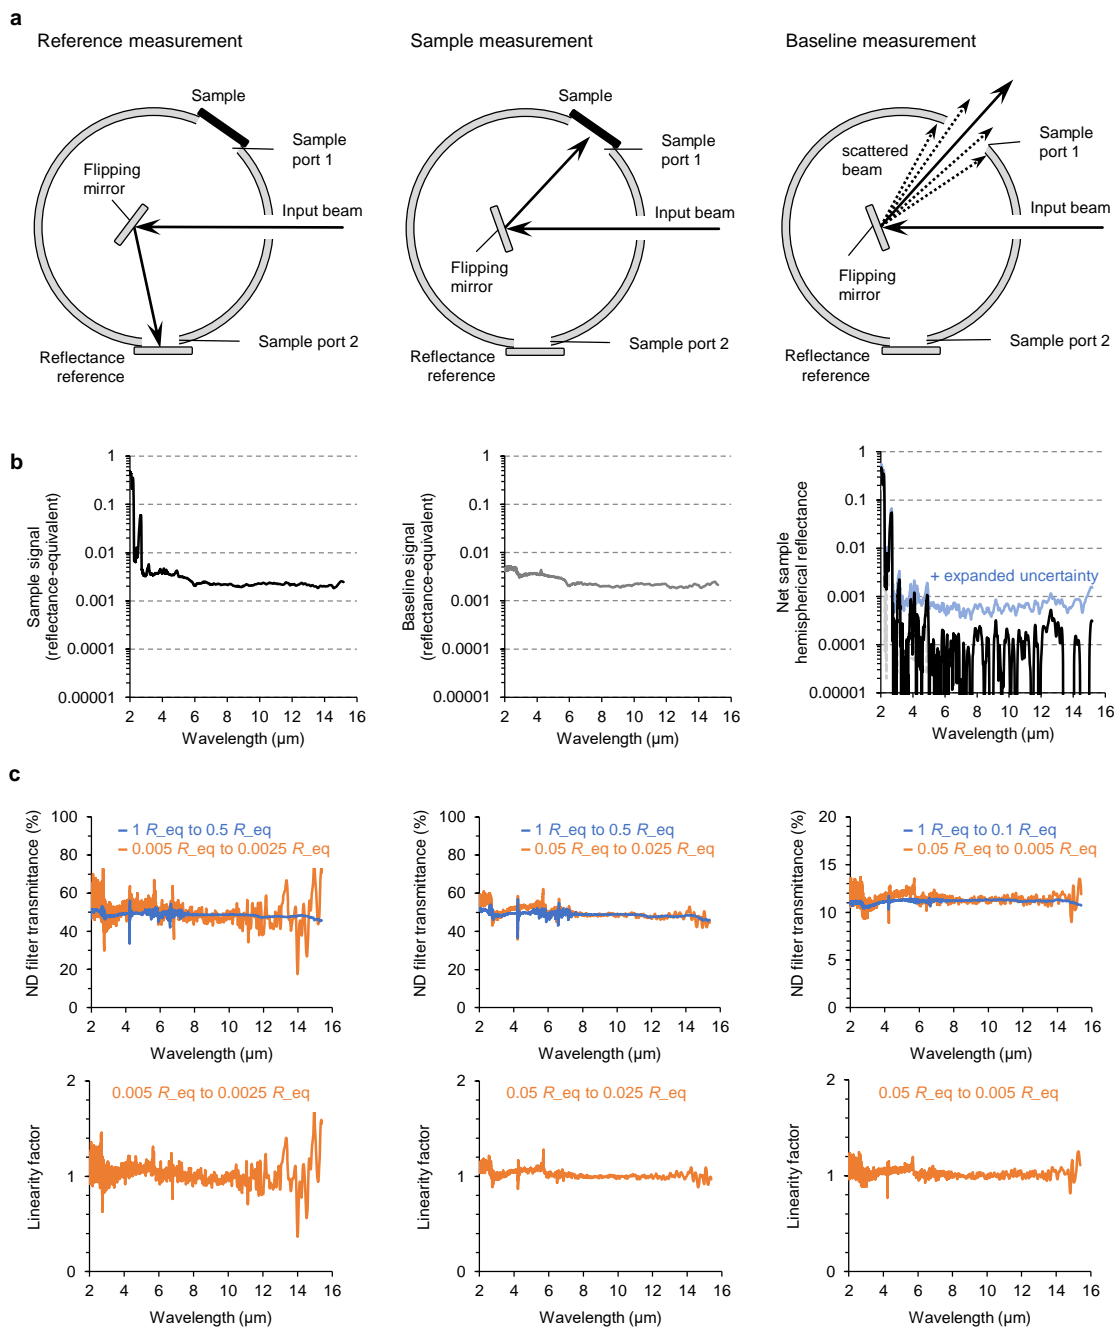 a
Reference measurement
Sample measurement
Baseline measurement
Sample
Sample
port 1
Flipping
mirror
Input beam
Reflectance
reference
Sample port 2
Sample
Sample
port 1
Input beam
Flipping
mirror
Reflectance
reference
Sample port 2
scattered
beam
Sample
port 1
Input beam
Flipping
mirror
Reflectance
reference
Sample port 2
b
Sample signal
(reflectance-equivalent)
1
0.1
0.01
0.001
0.0001
0.00001
2 4 6 8 10 12 14 16
Wavelength (µm)
Baseline signal
(reflectance-equivalent)
1
0.1
0.01
0.001
0.0001
0.00001
2 4 6 8 10 12 14 16
Wavelength (µm)
Net sample
hemispherical reflectance
1
0.1
0.01
0.001
0.0001
0.00001
+ expanded uncertainty
2 4 6 8 10 12 14 16
Wavelength (µm)
c
ND filter transmittance (%)
100
80
60
40
20
0
1 R_eq to 0.5 R_eq
0.005 R_eq to 0.0025 R_eq
2 4 6 8 10 12 14 16
Wavelength (µm)
ND filter transmittance (%)
100
80
60
40
20
0
1 R_eq to 0.5 R_eq
0.05 R_eq to 0.025 R_eq
2 4 6 8 10 12 14 16
Wavelength (µm)
ND filter transmittance (%)
20
15
10
5
0
1 R_eq to 0.1 R_eq
0.05 R_eq to 0.005 R_eq
2 4 6 8 10 12 14 16
Wavelength (µm)
Linearity factor
2
1
0
0.005 R_eq to 0.0025 R_eq
2 4 6 8 10 12 14 16
Wavelength (µm)
Linearity factor
2
1
0
0.05 R_eq to 0.025 R_eq
2 4 6 8 10 12 14 16
Wavelength (µm)
Linearity factor
2
1
0
0.05 R_eq to 0.005 R_eq
2 4 6 8 10 12 14 16
Wavelength (µm)